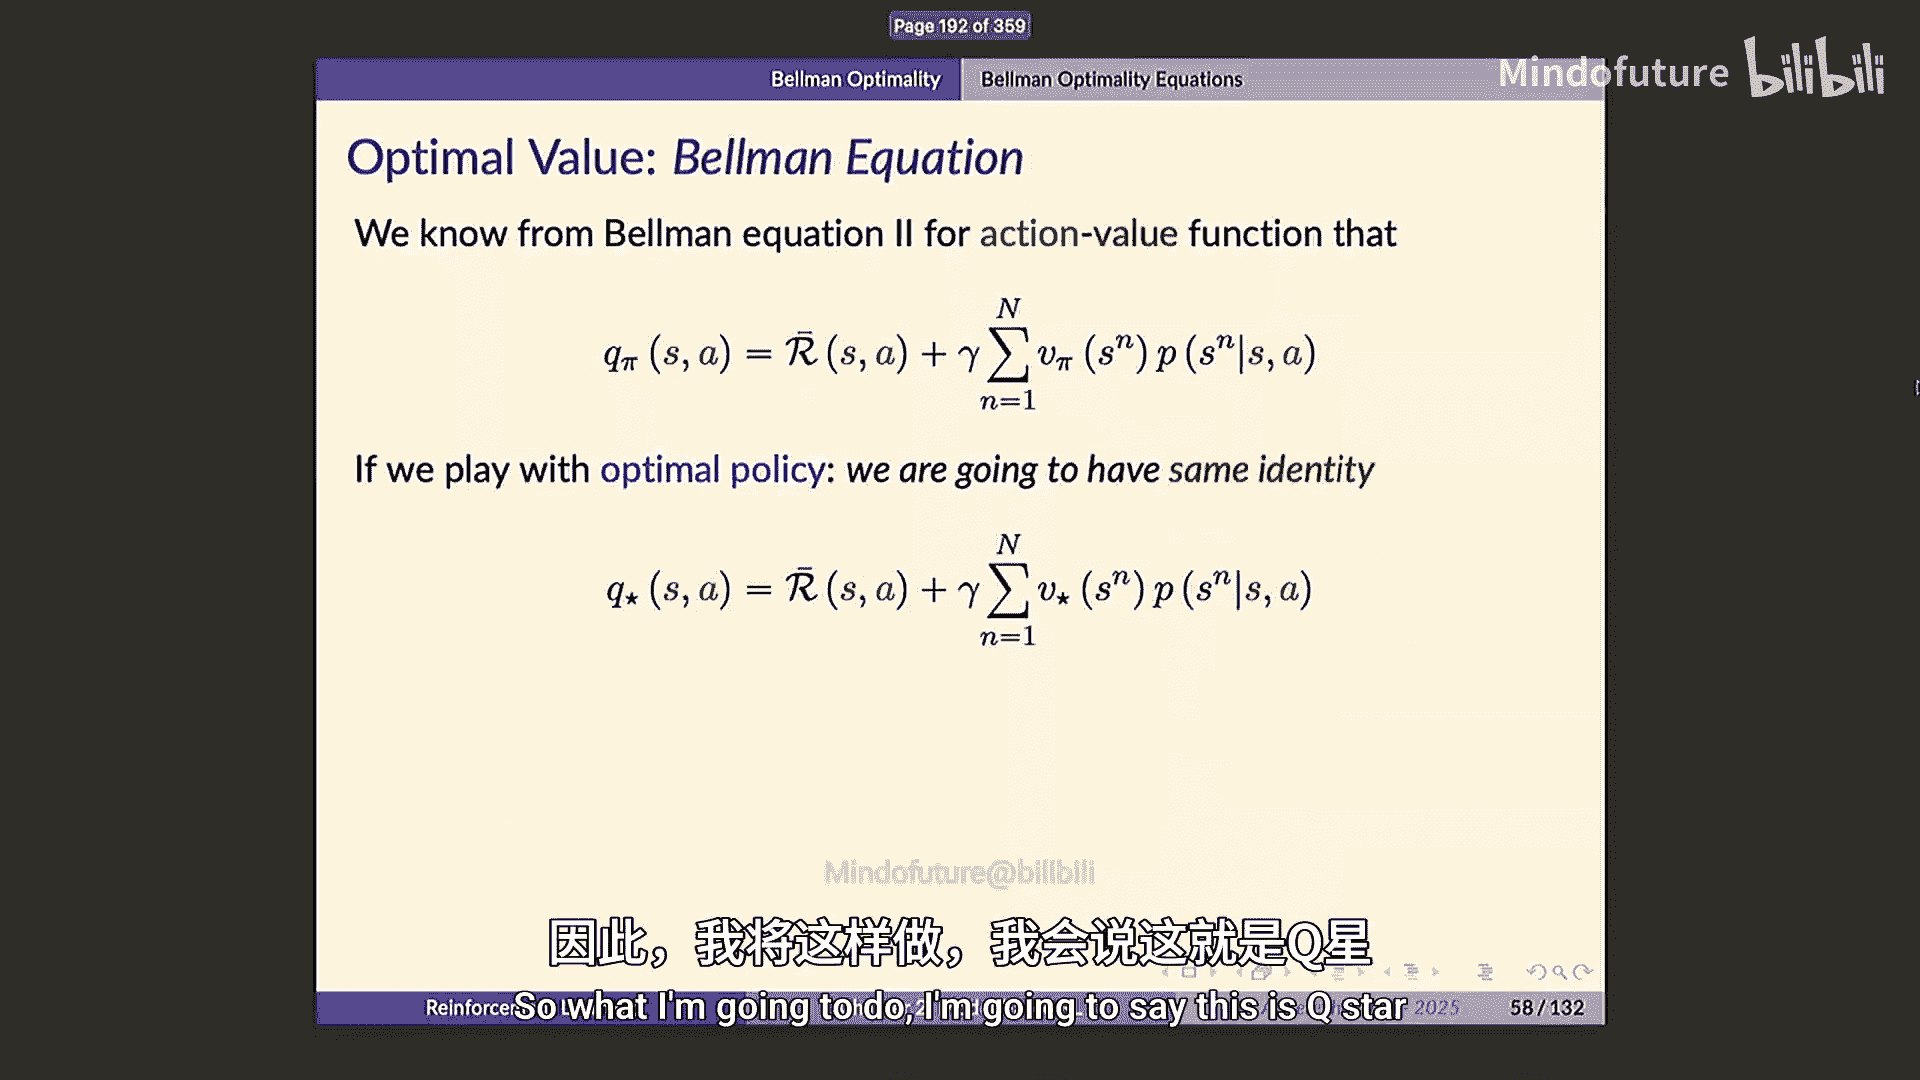 Page 192 of 359
Mindofuture bilibili
Bellman Optimality Bellman Optimality Equations
Optimal Value: Bellman Equation
We know from Bellman equation II for action-value function that
q_π (s, a) = R̄ (s, a) + γ ∑_{n=1}^{N} v_π (s^n) p (s^n|s, a)
If we play with optimal policy: we are going to have same identity
q_⋆ (s, a) = R̄ (s, a) + γ ∑_{n=1}^{N} v_⋆ (s^n) p (s^n|s, a)
Mindofuture@billbili
因此，我将这样做，我会说这就是Q星
So what I'm going to do, I'm going to say this is Q star
2025 58 / 132